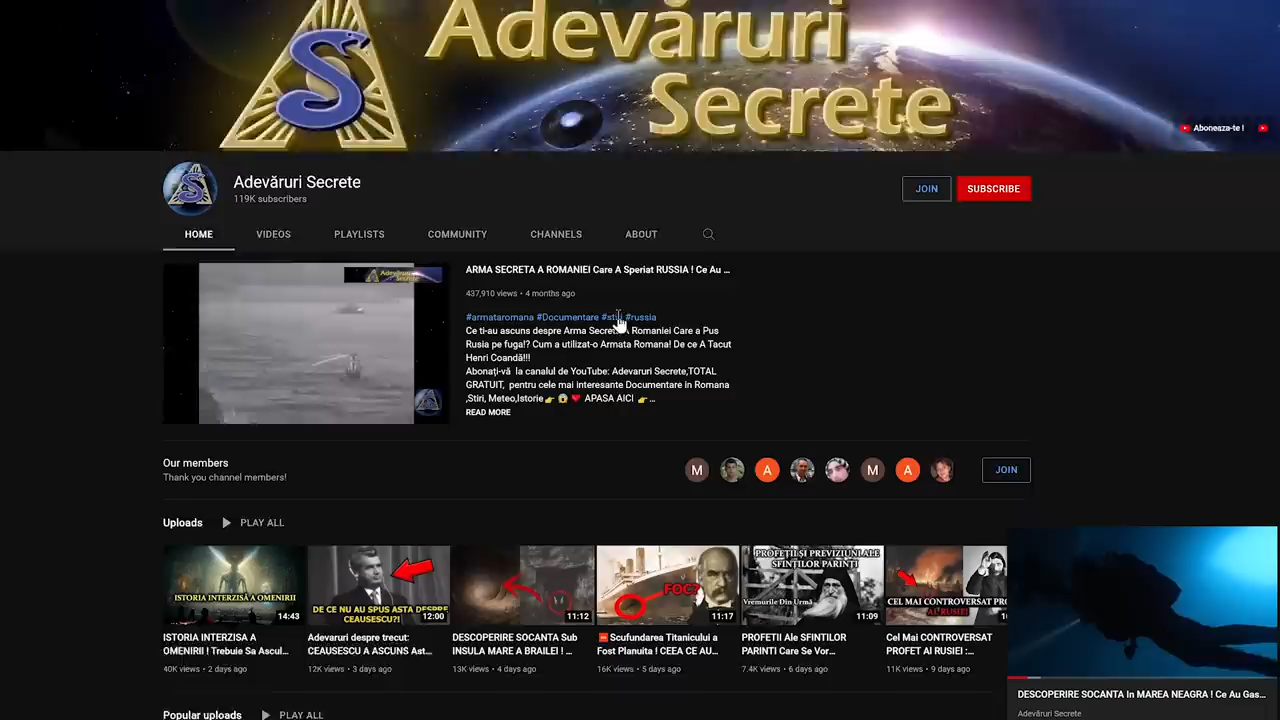 Adevăruri
Secrete
Aboneaza-te !
Adevăruri Secrete
119K subscribers
JOIN
SUBSCRIBE
HOME
VIDEOS
PLAYLISTS
COMMUNITY
CHANNELS
ABOUT
Adevăruri
Secrete
ARMA SECRETA A ROMANIEI Care A Speriat RUSSIA ! Ce Au ...
437,910 views • 4 months ago
#armataromana #Documentare #stiri #russia
Ce ti-au ascuns despre Arma Secreta A Romaniei Care a Pus
Rusia pe fuga!? Cum a utilizat-o Armata Romana! De ce A Tacut
Henri Coandă!!!
Abonați-vă la canalul de YouTube: Adevaruri Secrete,TOTAL
GRATUIT, pentru cele mai interesante Documentare in Romana
,Stiri, Meteo,Istorie👉 😱 ❤️ APASA AICI 👉 ...
READ MORE
Our members
Thank you channel members!
M
A
M
A
JOIN
Uploads
PLAY ALL
ISTORIA INTERZISĂ A OMENIRII
14:43
DE CE NU AU SPUS ASTA DESPRE
CEAUSESCU?!
12:00
11:12
FOC?
11:17
PROFEȚII ȘI PREVIZIUNI ALE
SFINȚILOR PARINTI
Vremurile Din Urmă
11:09
CEL MAI CONTROVERSAT PRO
AL RUSIEI
ISTORIA INTERZISA A
OMENIRII ! Trebuie Sa Ascul...
40K views • 2 days ago
Adevaruri despre trecut:
CEAUSESCU A ASCUNS Ast...
12K views • 3 days ago
DESCOPERIRE SOCANTA Sub
INSULA MARE A BRAILEI ! ...
13K views • 4 days ago
🆘Scufundarea Titanicului a
Fost Planuita ! CEEA CE AU...
16K views • 5 days ago
PROFETII Ale SFINTILOR
PARINTI Care Se Vor...
7.4K views • 6 days ago
Cel Mai CONTROVERSAT
PROFET Al RUSIEI :...
11K views • 9 days ago
DESCOPERIRE SOCANTA In MAREA NEAGRA ! Ce Au Gas...
Adevăruri Secrete
Popular uploads
PLAY ALL